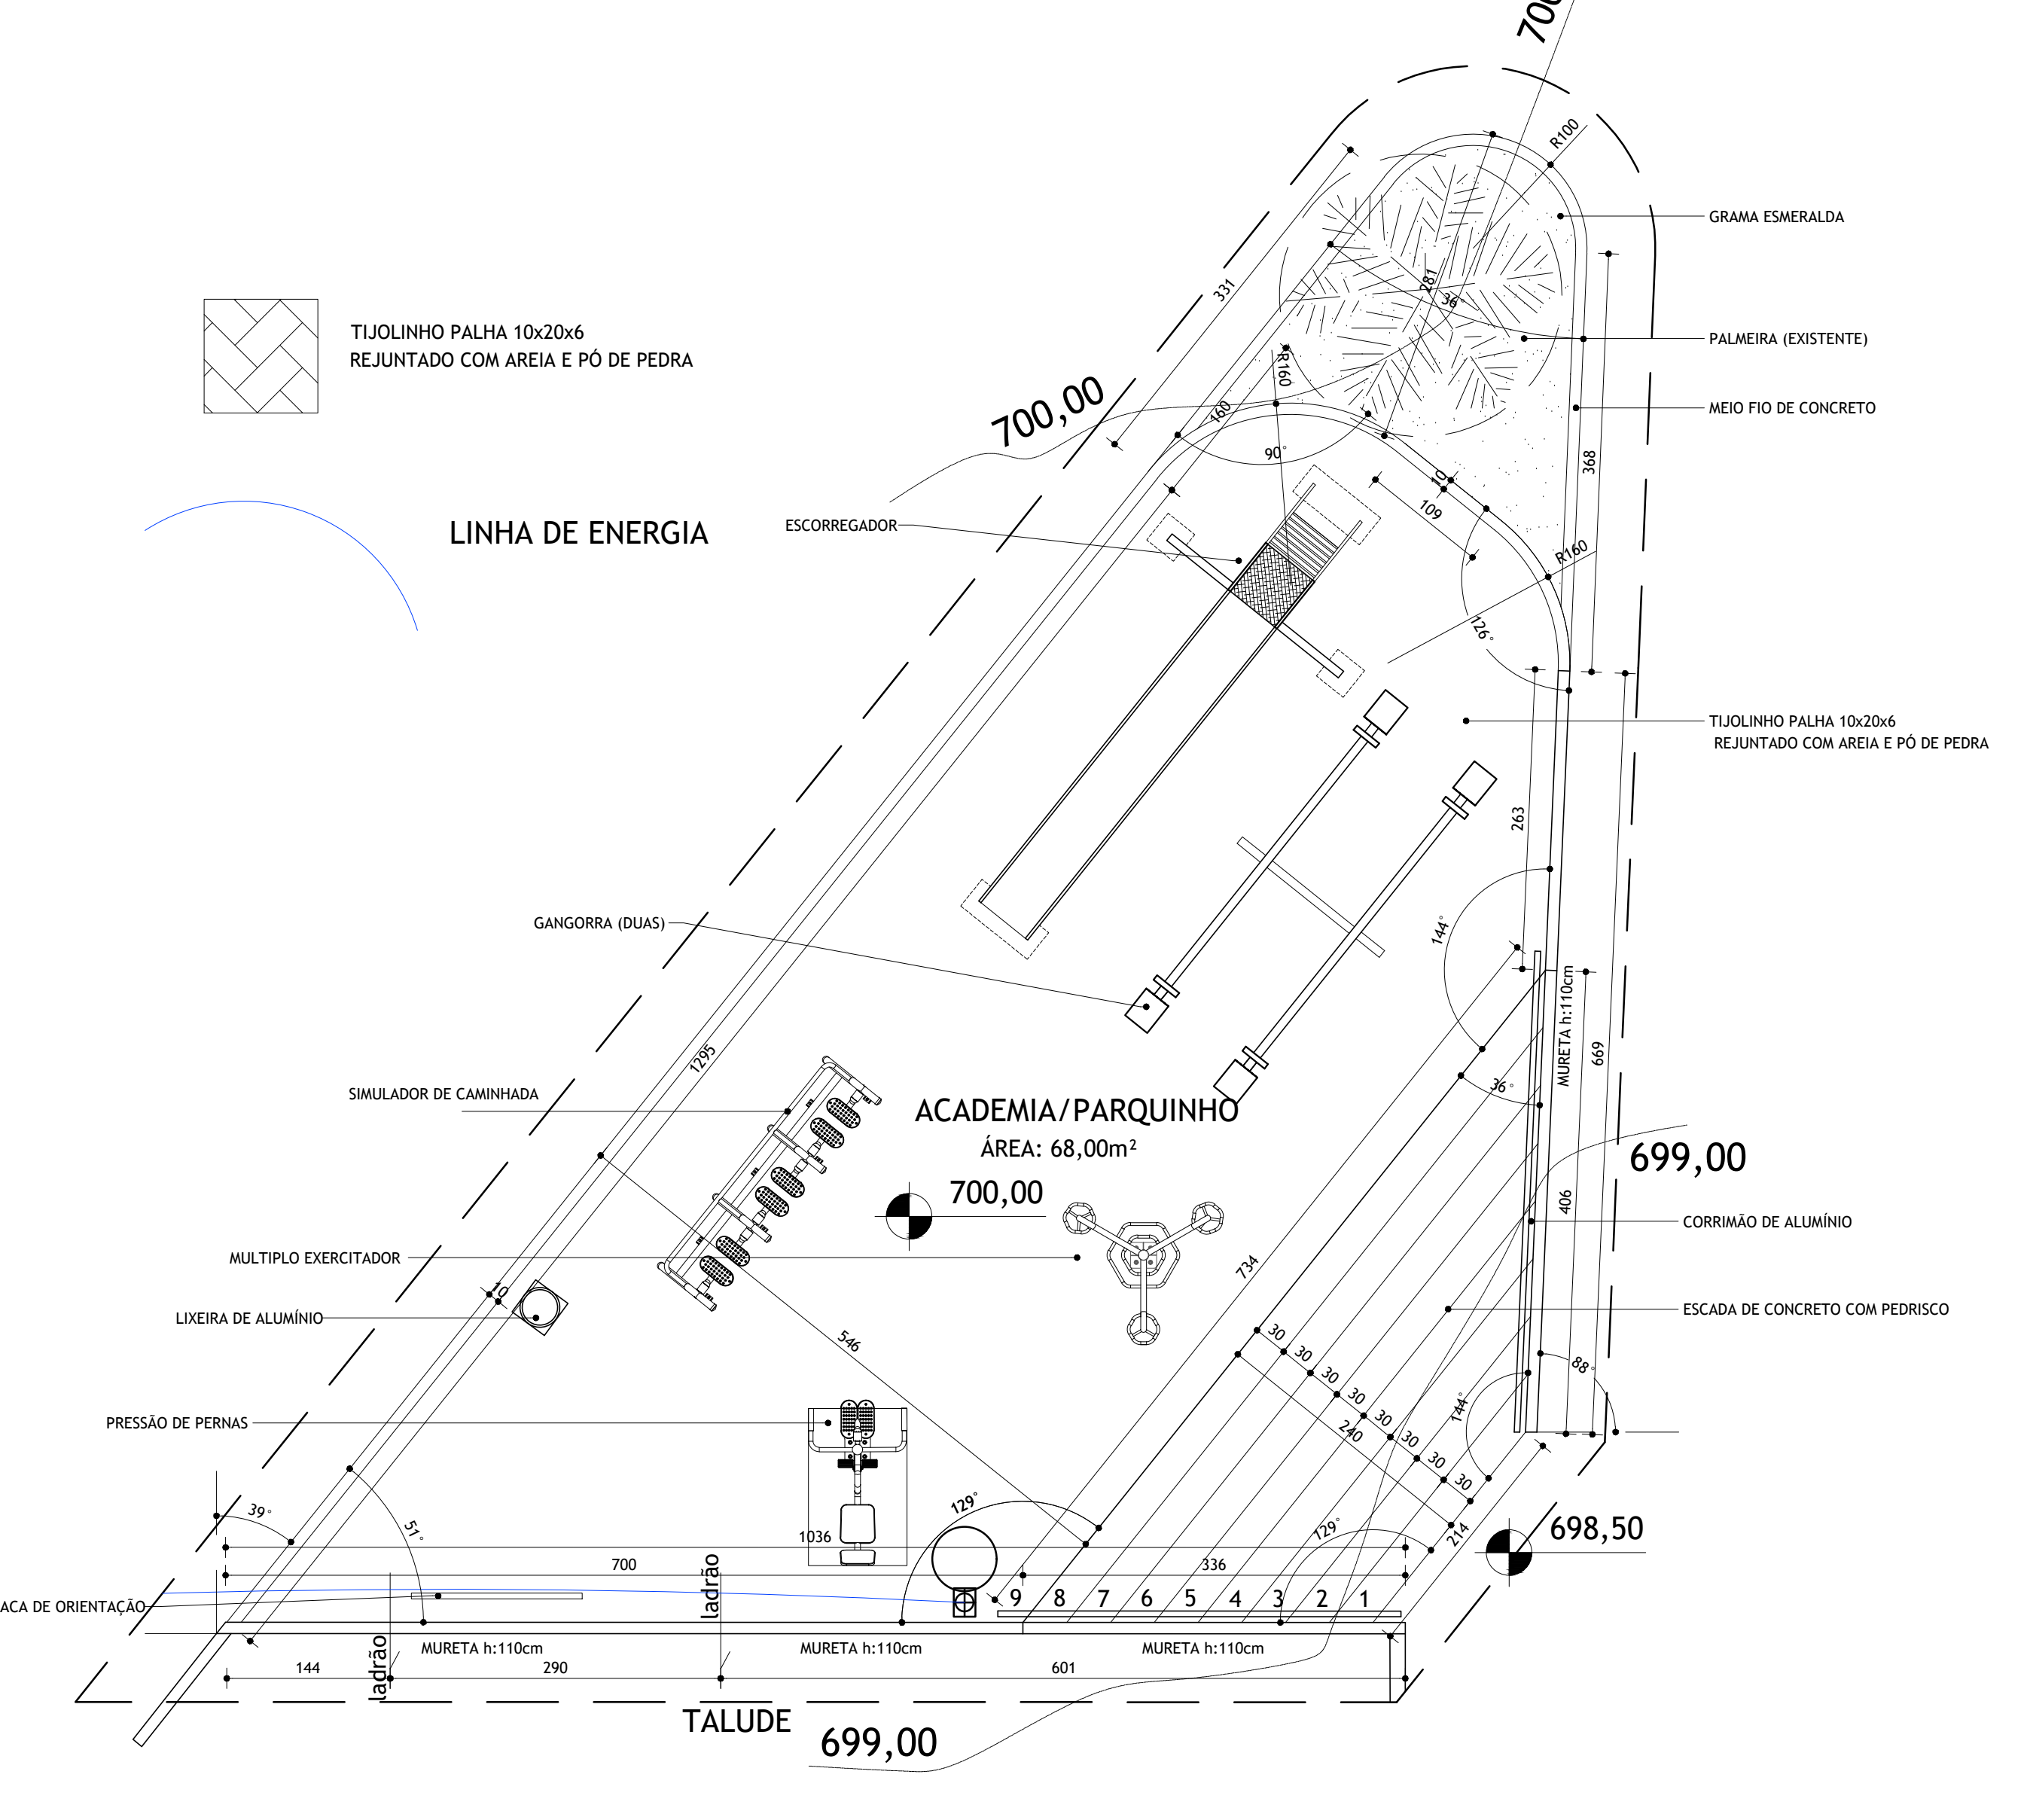 700
R100
GRAMA ESMERALDA
331
281
36°
PALMEIRA (EXISTENTE)
TIJOLINHO PALHA 10x20x6
REJUNTADO COM AREIA E PÓ DE PEDRA
R160
160
700,00
MEIO FIO DE CONCRETO
90°
368
10
109
LINHA DE ENERGIA
ESCORREGADOR
R160
126°
TIJOLINHO PALHA 10x20x6
REJUNTADO COM AREIA E PÓ DE PEDRA
263
GANGORRA (DUAS)
144°
MURETA h:110cm
669
1295
SIMULADOR DE CAMINHADA
36°
ACADEMIA/PARQUINHO
ÁREA: 68,00m²
699,00
700,00
406
CORRIMÃO DE ALUMÍNIO
MULTIPLO EXERCITADOR
734
10
LIXEIRA DE ALUMÍNIO
ESCADA DE CONCRETO COM PEDRISCO
546
30
30
30
30
30
30
30
30
240
88°
144°
PRESSÃO DE PERNAS
39°
51°
129°
129°
214
698,50
1036
700
336
ladrão
9 8 7 6 5 4 3 2 1
ACA DE ORIENTAÇÃO
MURETA h:110cm
MURETA h:110cm
MURETA h:110cm
ladrão
144
290
601
TALUDE
699,00